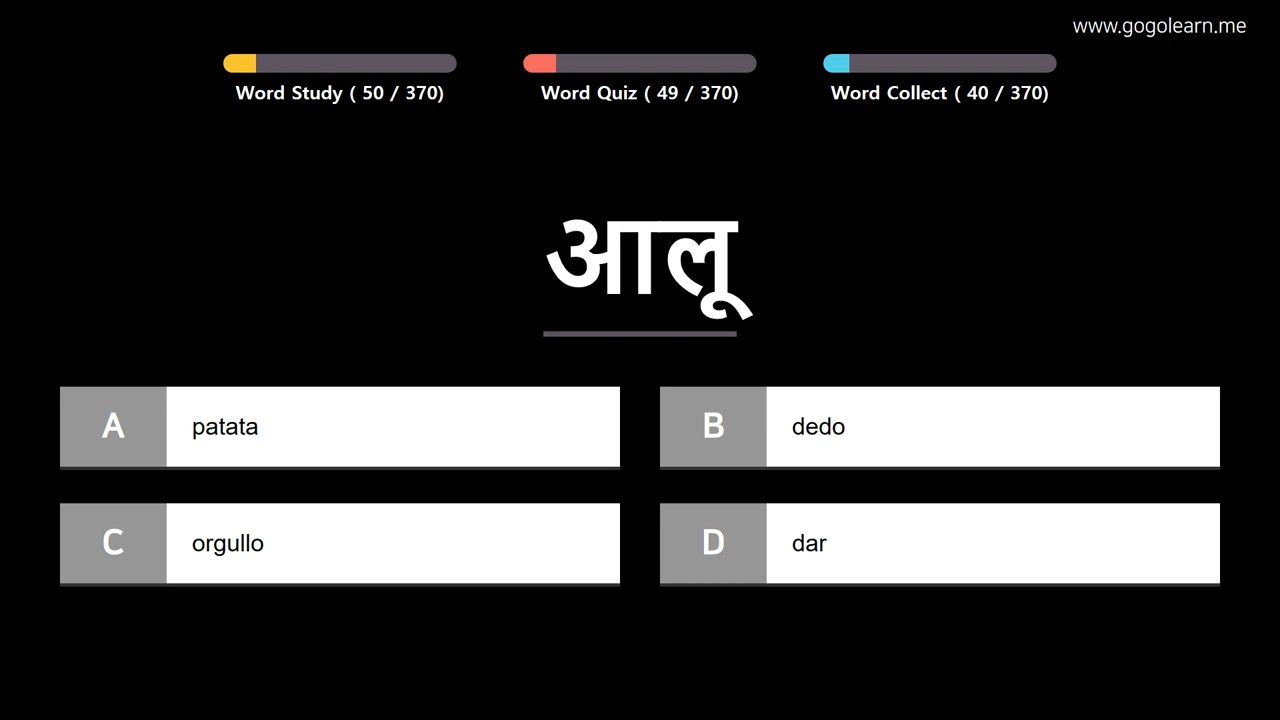 www.gogolearn.me
Word Study ( 50 / 370)
Word Quiz ( 49 / 370)
Word Collect ( 40 / 370)
आलू
A patata
B dedo
C orgullo
D dar